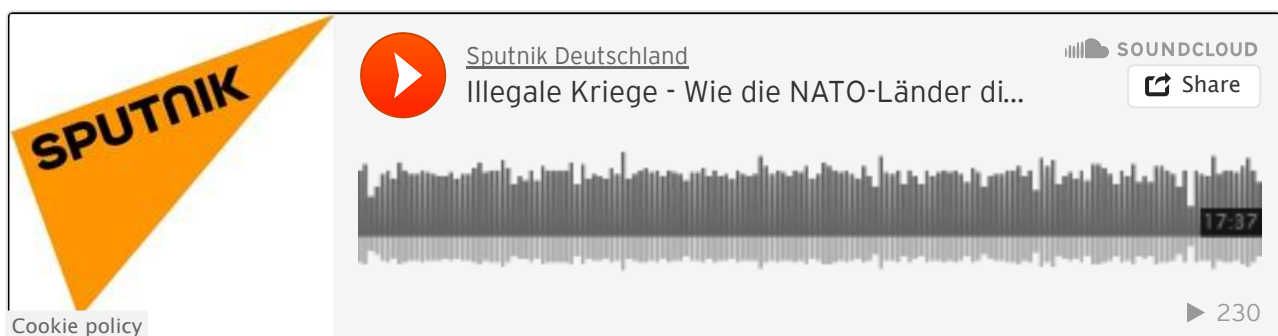 SPUTNIK
Sputnik Deutschland
SOUNDCLOUD
Illegale Kriege - Wie die NATO-Länder di...
Share
17:37
230
Cookie policy